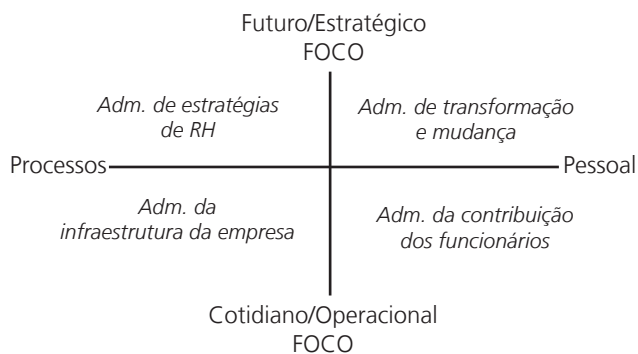 Futuro/Estratégico
FOCO
Adm. de estratégias
de RH
Adm. de transformação
e mudança
Processos
Pessoal
Adm. da
infraestrutura da empresa
Adm. da contribuição
dos funcionários
Cotidiano/Operacional
FOCO